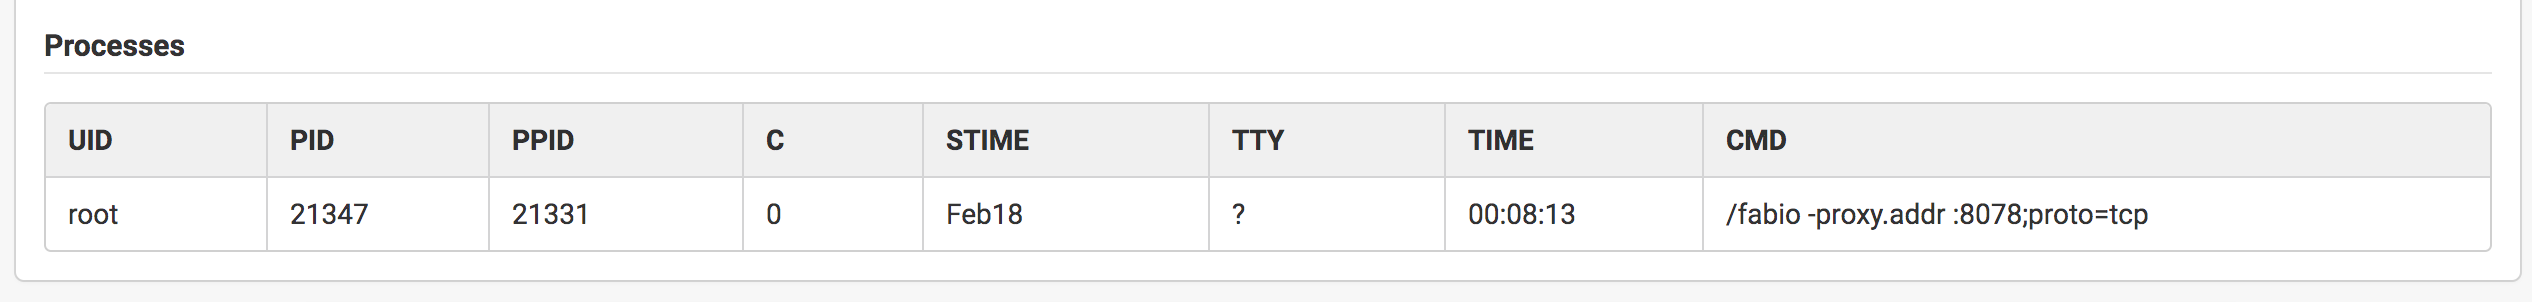 Processes
UID PID PPID C STIME TTY TIME CMD
root 21347 21331 0 Feb18 ? 00:08:13 /fabio -proxy.addr :8078;proto=tcp